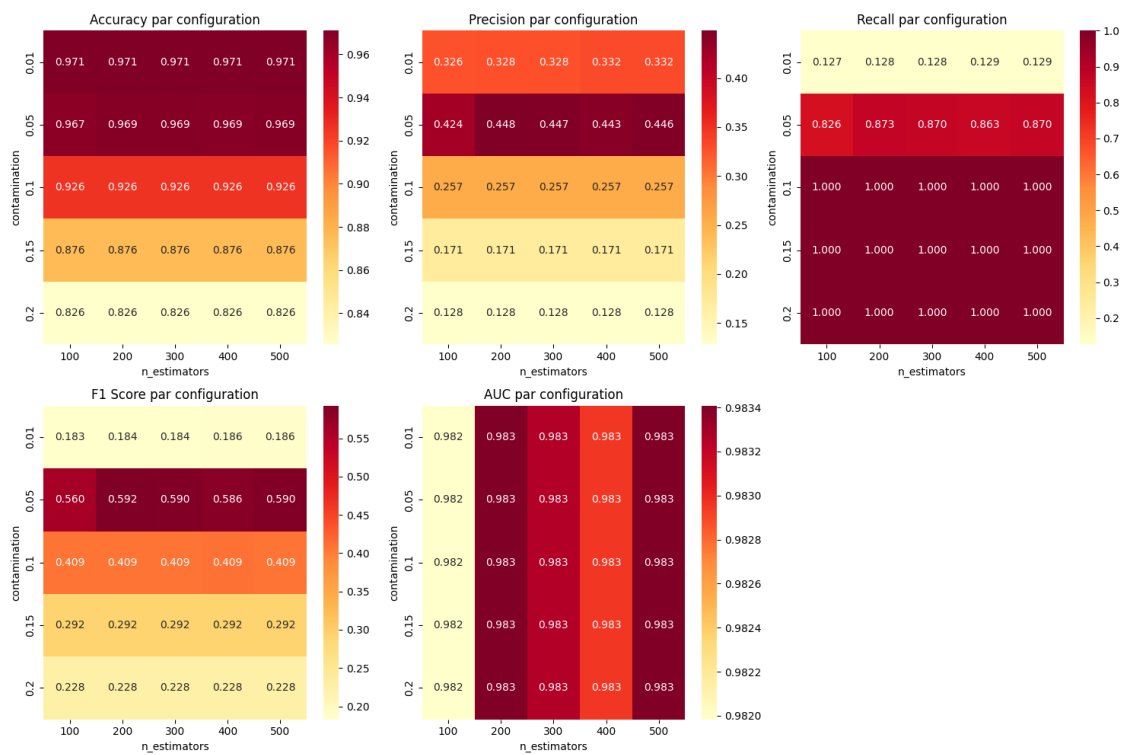 Accuracy par configuration
0.01 0.971 0.971 0.971 0.971 0.971
0.05 0.967 0.969 0.969 0.969 0.969
0.1 0.926 0.926 0.926 0.926 0.926
0.15 0.876 0.876 0.876 0.876 0.876
0.2 0.826 0.826 0.826 0.826 0.826
contamination
100 200 300 400 500
n_estimators
0.96
0.94
0.92
0.90
0.88
0.86
0.84
Precision par configuration
0.01 0.326 0.328 0.328 0.332 0.332
0.05 0.424 0.448 0.447 0.443 0.446
0.1 0.257 0.257 0.257 0.257 0.257
0.15 0.171 0.171 0.171 0.171 0.171
0.2 0.128 0.128 0.128 0.128 0.128
contamination
100 200 300 400 500
n_estimators
0.40
0.35
0.30
0.25
0.20
0.15
Recall par configuration
0.01 0.127 0.128 0.128 0.129 0.129
0.05 0.826 0.873 0.870 0.863 0.870
0.1 1.000 1.000 1.000 1.000 1.000
0.15 1.000 1.000 1.000 1.000 1.000
0.2 1.000 1.000 1.000 1.000 1.000
contamination
100 200 300 400 500
n_estimators
1.0
0.9
0.8
0.7
0.6
0.5
0.4
0.3
0.2
F1 Score par configuration
0.01 0.183 0.184 0.184 0.186 0.186
0.05 0.560 0.592 0.590 0.586 0.590
0.1 0.409 0.409 0.409 0.409 0.409
0.15 0.292 0.292 0.292 0.292 0.292
0.2 0.228 0.228 0.228 0.228 0.228
contamination
100 200 300 400 500
n_estimators
0.55
0.50
0.45
0.40
0.35
0.30
0.25
0.20
AUC par configuration
0.01 0.982 0.983 0.983 0.983 0.983
0.05 0.982 0.983 0.983 0.983 0.983
0.1 0.982 0.983 0.983 0.983 0.983
0.15 0.982 0.983 0.983 0.983 0.983
0.2 0.982 0.983 0.983 0.983 0.983
contamination
100 200 300 400 500
n_estimators
0.9834
0.9832
0.9830
0.9828
0.9826
0.9824
0.9822
0.9820